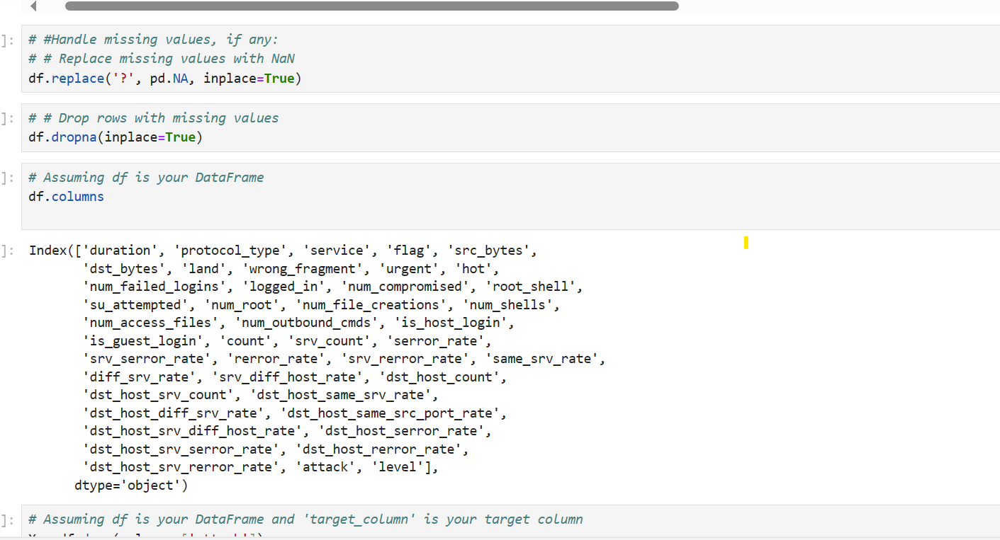 ]:
# #Handle missing values, if any:
# # Replace missing values with NaN
df.replace('?', pd.NA, inplace=True)
]:
# # Drop rows with missing values
df.dropna(inplace=True)
]:
# Assuming df is your DataFrame
df.columns
]:
Index(['duration', 'protocol_type', 'service', 'flag', 'src_bytes',
'dst_bytes', 'land', 'wrong_fragment', 'urgent', 'hot',
'num_failed_logins', 'logged_in', 'num_compromised', 'root_shell',
'su_attempted', 'num_root', 'num_file_creations', 'num_shells',
'num_access_files', 'num_outbound_cmds', 'is_host_login',
'is_guest_login', 'count', 'srv_count', 'serror_rate',
'srv_serror_rate', 'rerror_rate', 'srv_rerror_rate', 'same_srv_rate',
'diff_srv_rate', 'srv_diff_host_rate', 'dst_host_count',
'dst_host_srv_count', 'dst_host_same_srv_rate',
'dst_host_diff_srv_rate', 'dst_host_same_src_port_rate',
'dst_host_srv_diff_host_rate', 'dst_host_serror_rate',
'dst_host_srv_serror_rate', 'dst_host_rerror_rate',
'dst_host_srv_rerror_rate', 'attack', 'level'],
dtype='object')
]:
# Assuming df is your DataFrame and 'target_column' is your target column